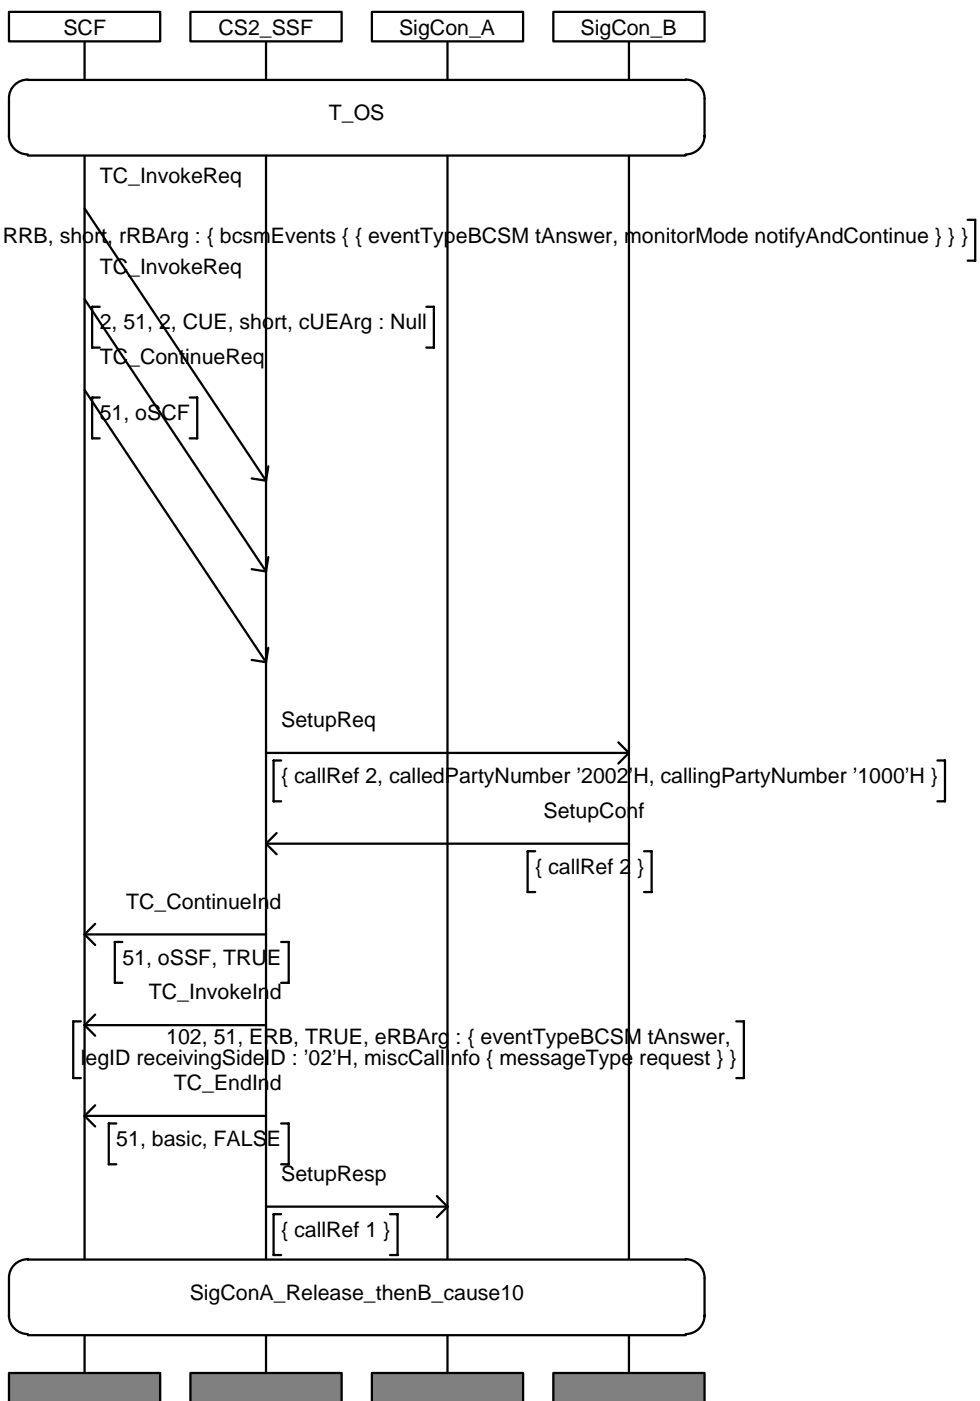 SCF CS2_SSF SigCon_A SigCon_B
T_OS
TC_InvokeReq
RRB, short, rRBArg : { bcsmEvents { { eventTypeBCSM tAnswer, monitorMode notifyAndContinue } } }
TC_InvokeReq
2, 51, 2, CUE, short, cUEArg : Null
TC_ContinueReq
51, oSCF
SetupReq
{ callRef 2, calledPartyNumber ’2002’H, callingPartyNumber ’1000’H }
SetupConf
{ callRef 2 }
TC_ContinueInd
51, oSSF, TRUE
TC_InvokeInd
102, 51, ERB, TRUE, eRBArg : { eventTypeBCSM tAnswer,
legID receivingSideID : ’02’H, miscCallInfo { messageType request } }
TC_EndInd
51, basic, FALSE
SetupResp
{ callRef 1 }
SigConA_Release_thenB_cause10